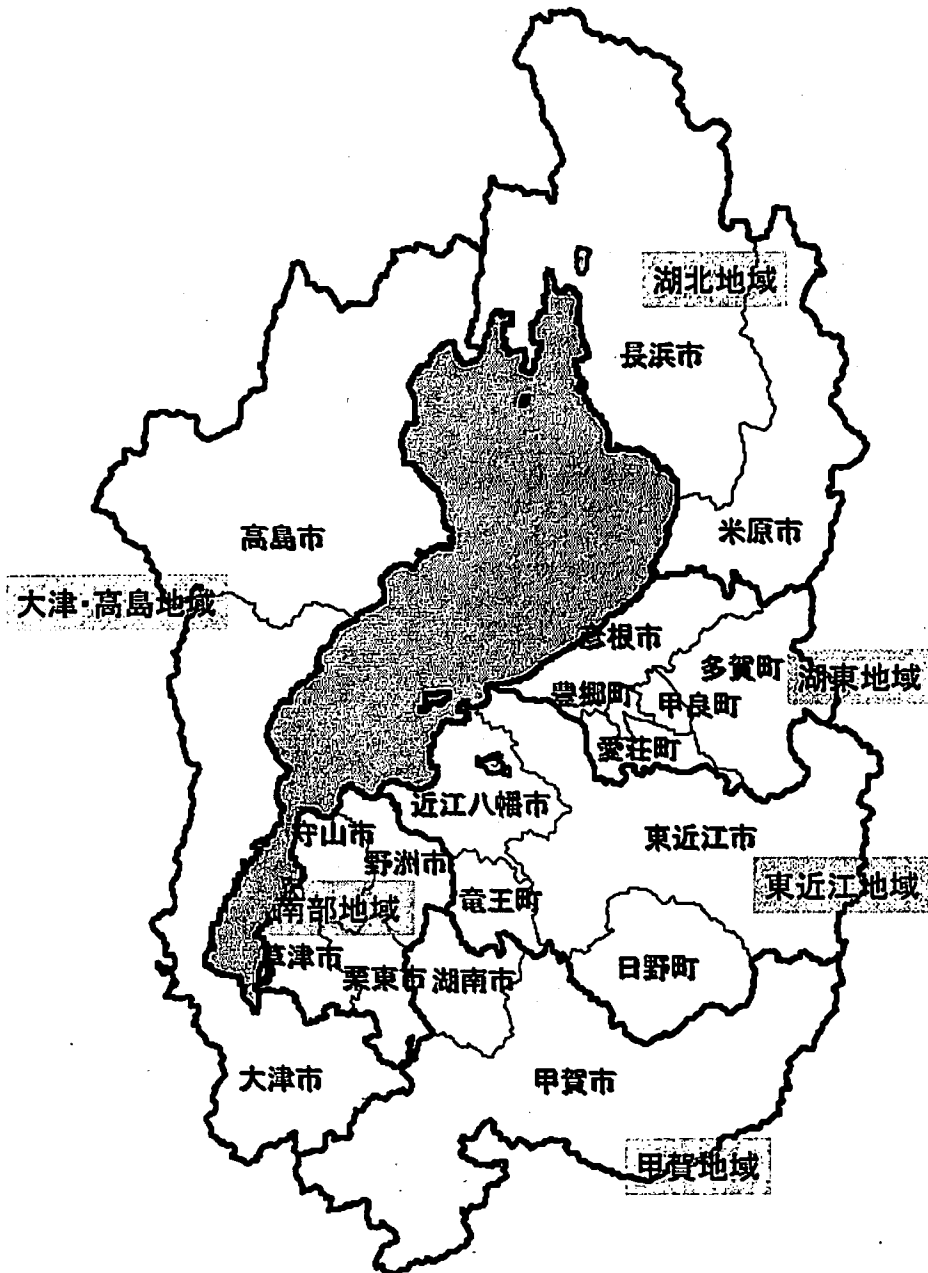 湖北地域
長浜市
高島市
米原市
大津・高島地域
彦根市
多賀町
湖東地域
豊郷町
甲良町
愛荘町
近江八幡市
守山市
東近江市
野洲市
東近江地域
南部地域
竜王町
草津市
栗東市
湖南市
日野町
大津市
甲賀市
甲賀地域